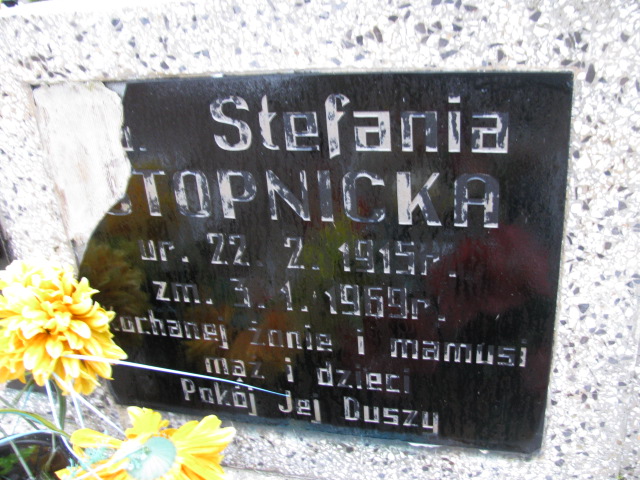 Stefania
STOPNICKA
ur. 22. 2. 1915r.
zm. 3. 1. 1969r.
kochanej żonie i mamusi
mąż i dzieci
Pokój Jej Duszy